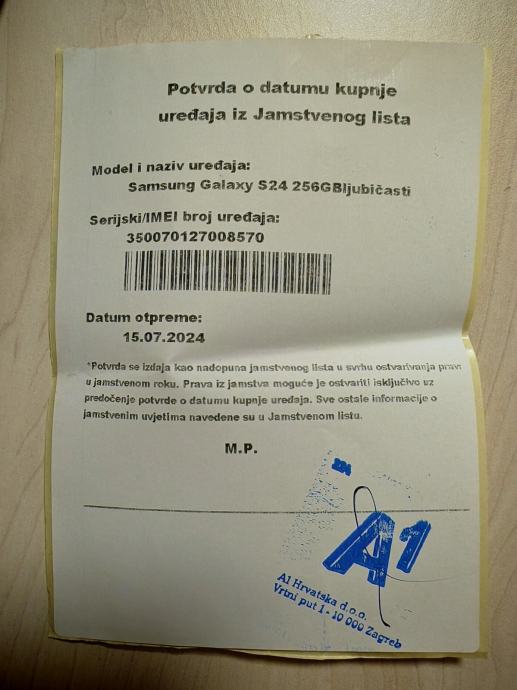 Potvrda o datumu kupnje
uređaja iz Jamstvenog lista
Model i naziv uređaja:
Samsung Galaxy S24 256GBljubičasti
Serijski/IMEI broj uređaja:
350070127008570
Datum otpreme:
15.07.2024
*Potvrda se izdaja kao nadopuna jamstvenog lista u svrhu ostvarivanja prava
u jamstvenom roku. Prava iz jamstva moguće je ostvariti isključivo uz
predočenje potvrde o datumu kupnje uređaja. Sve ostale informacije o
jamstvenim uvjetima navedene su u Jamstvenom listu.
M.P.
A1
A1 Hrvatska d.o.o.
Vrtni put 1 - 10 000 Zagreb